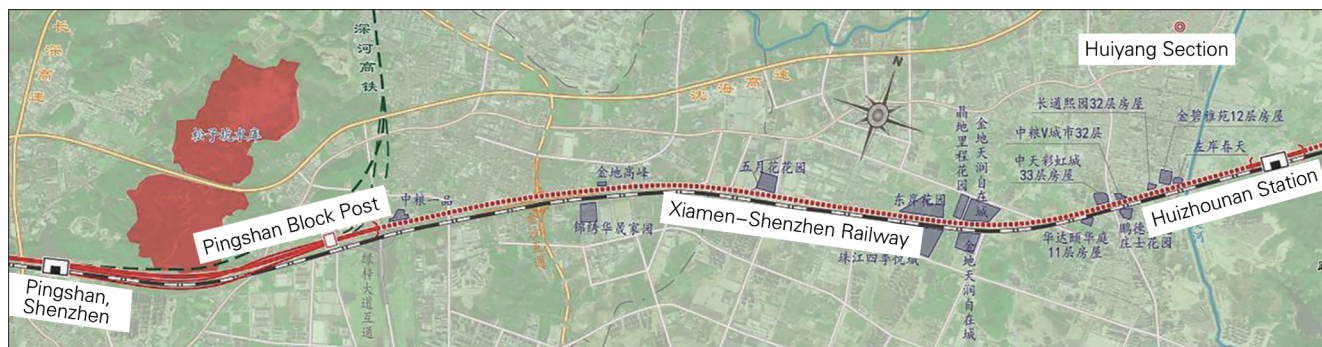 长
海
高
速
深
河
高
铁
沈海高速
松子坑水库
N
Huiyang Section
长通熙园32层房屋
金碧雅苑12层房屋
中粮V城市32层
左岸春天
中天彩虹城
33层房屋
晶地里程花园
金地天润自在城
五月花花园
金地高峰
东岸花园
中粮一品
Pingshan Block Post
Xiamen–Shenzhen Railway
Huizhounan Station
锦绣华晟家园
珠江四季悦城
金地天润自在城
华达颐华庭
11层房屋
鹏德
庄士花园
绿梓大道互通
Pingshan,
Shenzhen